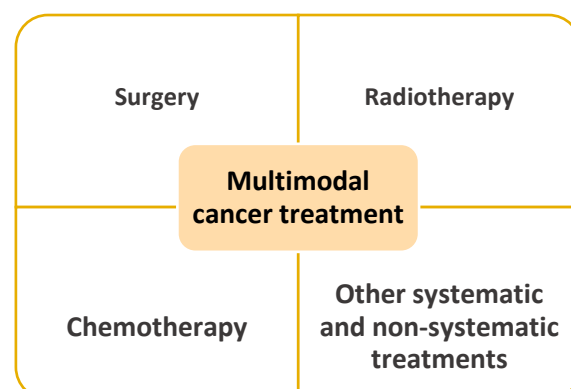 Surgery
Radiotherapy
Multimodal
cancer treatment
Chemotherapy
Other systematic
and non-systematic
treatments